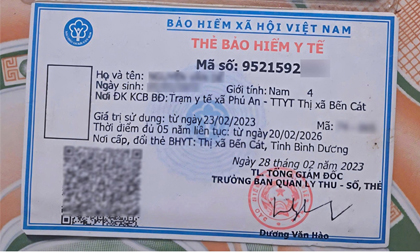 BẢO HIỂM XÃ HỘI VIỆT NAM
THẺ BẢO HIỂM Y TẾ
Mã số: 9521592
Họ và tên:
Ngày sinh: Giới tính: Nam 4
Nơi ĐK KCB BĐ: Trạm y tế xã Phú An - TTYT Thị xã Bến Cát
Giá trị sử dụng: từ ngày 23/02/2023 Mã:
Thời điểm đủ 05 năm liên tục: từ ngày 20/02/2026
Nơi cấp, đổi thẻ BHYT: Thị xã Bến Cát, Tỉnh Bình Dương
Ngày 28 tháng 02 năm 2023
TL. TỔNG GIÁM ĐỐC
TRƯỞNG BAN QUẢN LÝ THU - SỔ, THẺ
Dương Văn Hào